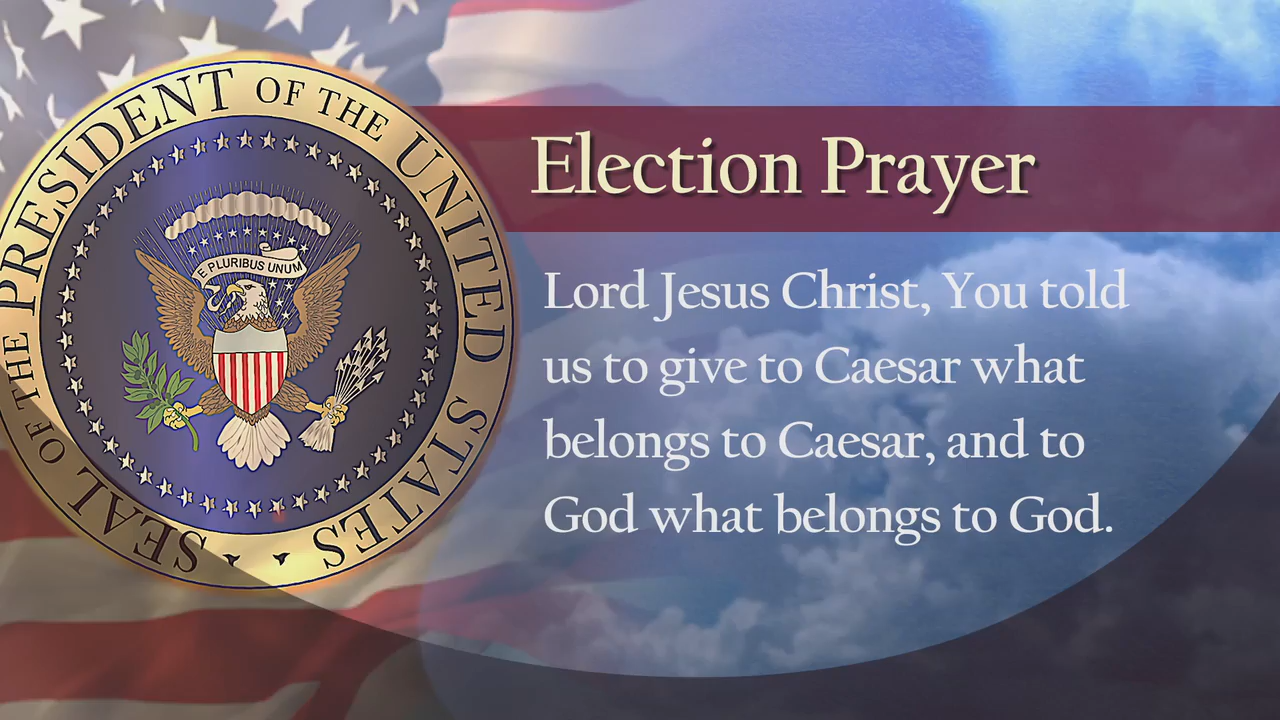 SEAL OF THE PRESIDENT OF THE UNITED STATES
E PLURIBUS UNUM
Election Prayer
Lord Jesus Christ, You told
us to give to Caesar what
belongs to Caesar, and to
God what belongs to God.